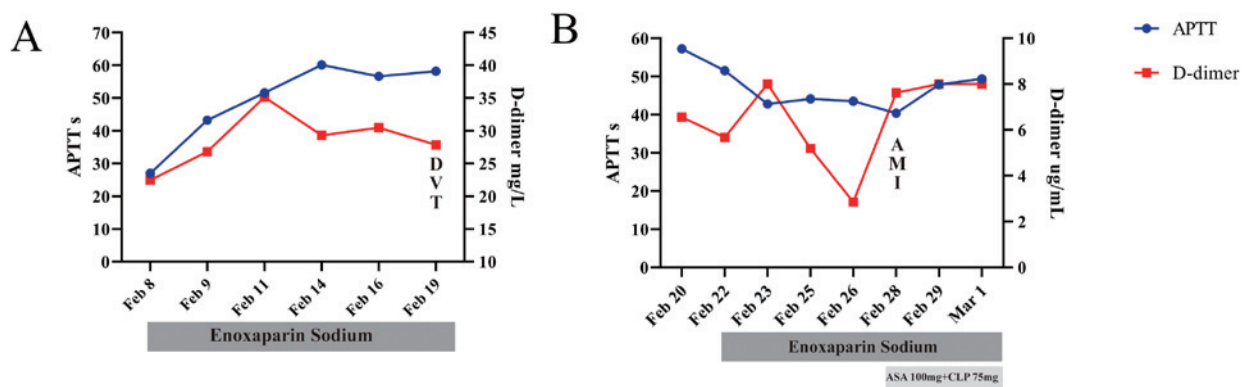 A
70
60
50
40
30
20
10
0
APTT s
45
40
35
30
25
20
15
10
D-dimer mg/L
D
V
T
Feb 8
Feb 9
Feb 11
Feb 14
Feb 16
Feb 19
Enoxaparin Sodium
B
60
50
40
30
20
10
0
APTT s
10
8
6
4
2
0
D-dimer ug/mL
A
M
I
Feb 20
Feb 22
Feb 23
Feb 25
Feb 26
Feb 28
Feb 29
Mar 1
Enoxaparin Sodium
ASA 100mg+CLP 75mg
APTT
D-dimer